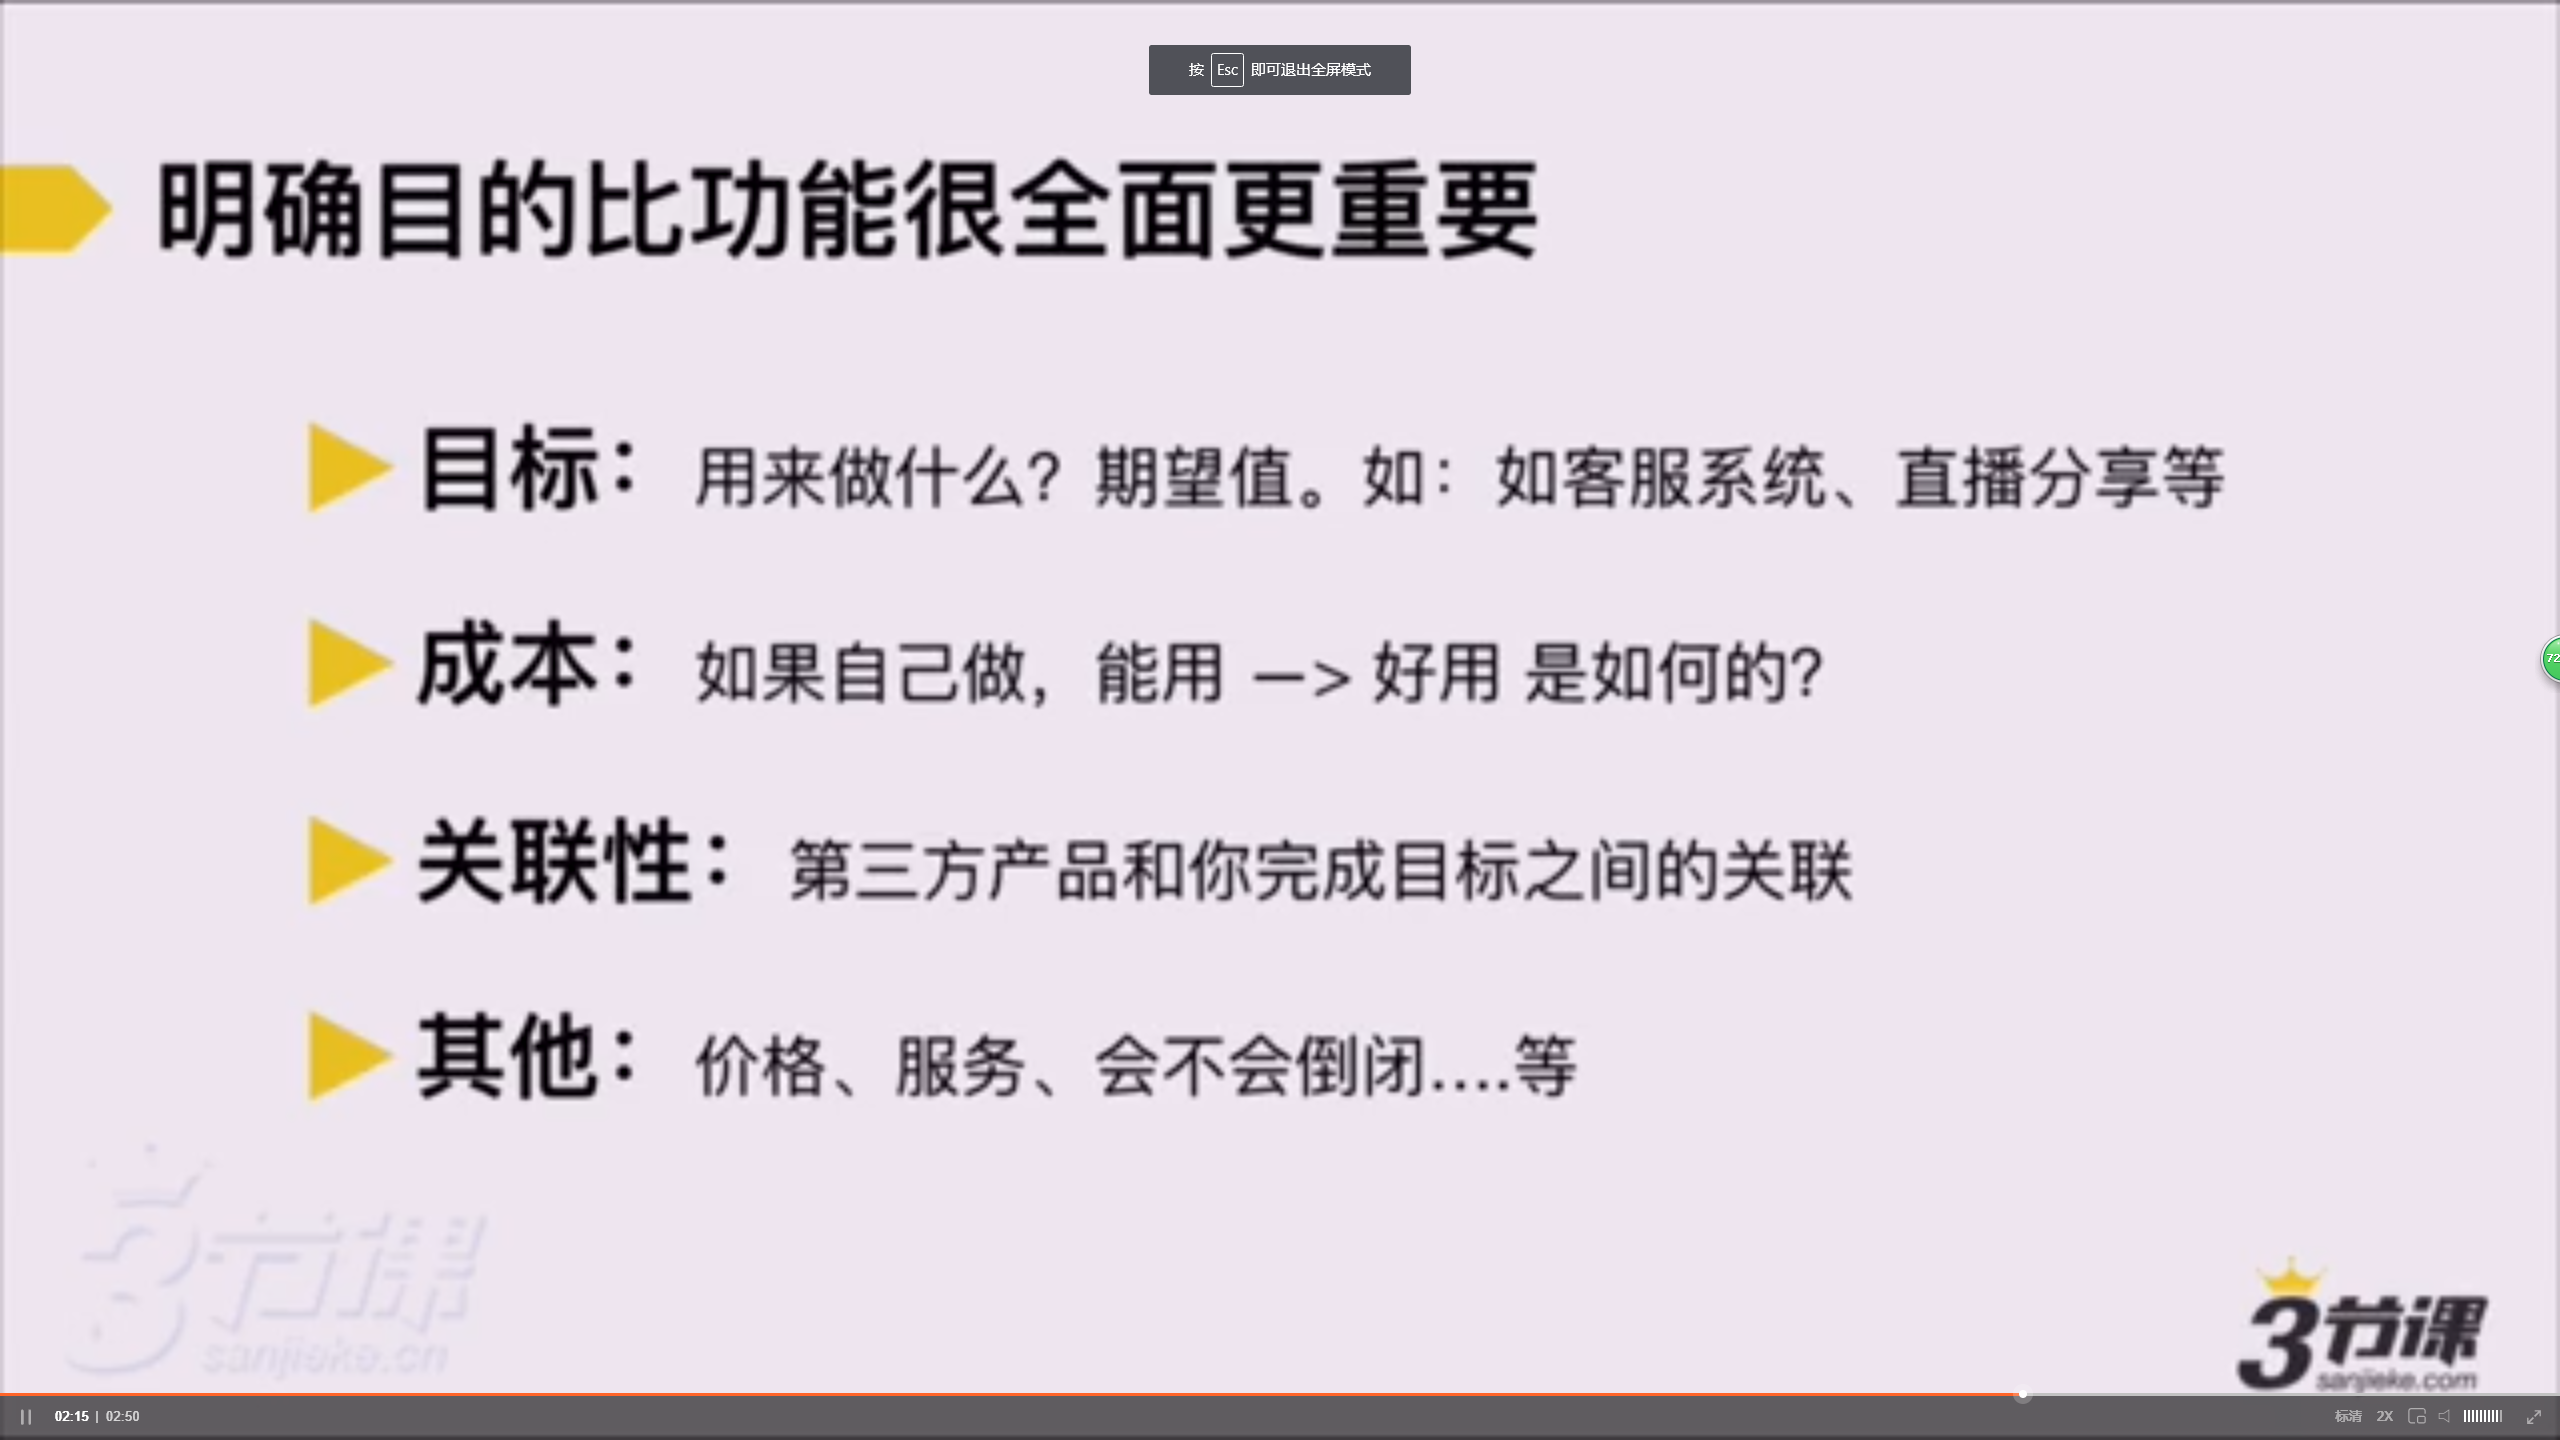 按 Esc 即可退出全屏模式
明确目的比功能很全面更重要
目标：用来做什么？期望值。如：如客服系统、直播分享等
成本：如果自己做，能用 —> 好用 是如何的？
关联性：第三方产品和你完成目标之间的关联
其他：价格、服务、会不会倒闭....等
72
3节课
sanjieke.cn
3节课
sanjieke.com
02:15 | 02:50
标清 2X